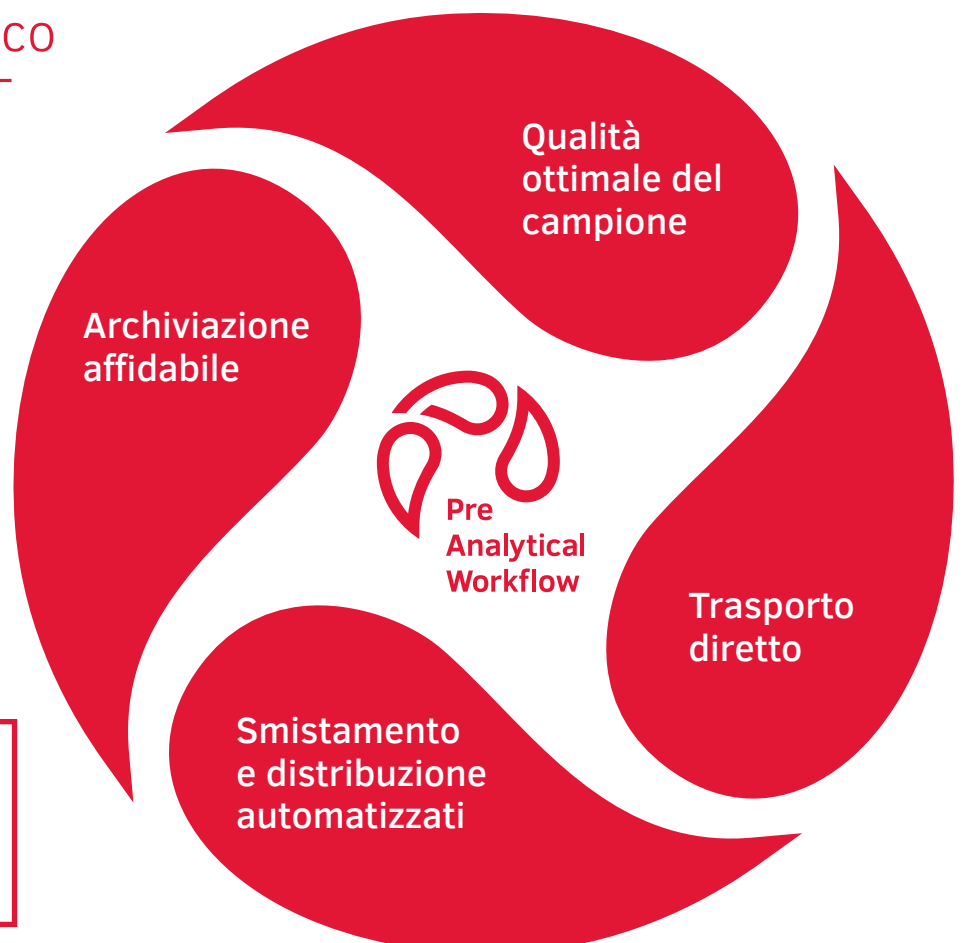 co
Qualità
ottimale del
campione
Archiviazione
affidabile
Pre
Analytical
Workflow
Trasporto
diretto
Smistamento
e distribuzione
automatizzati